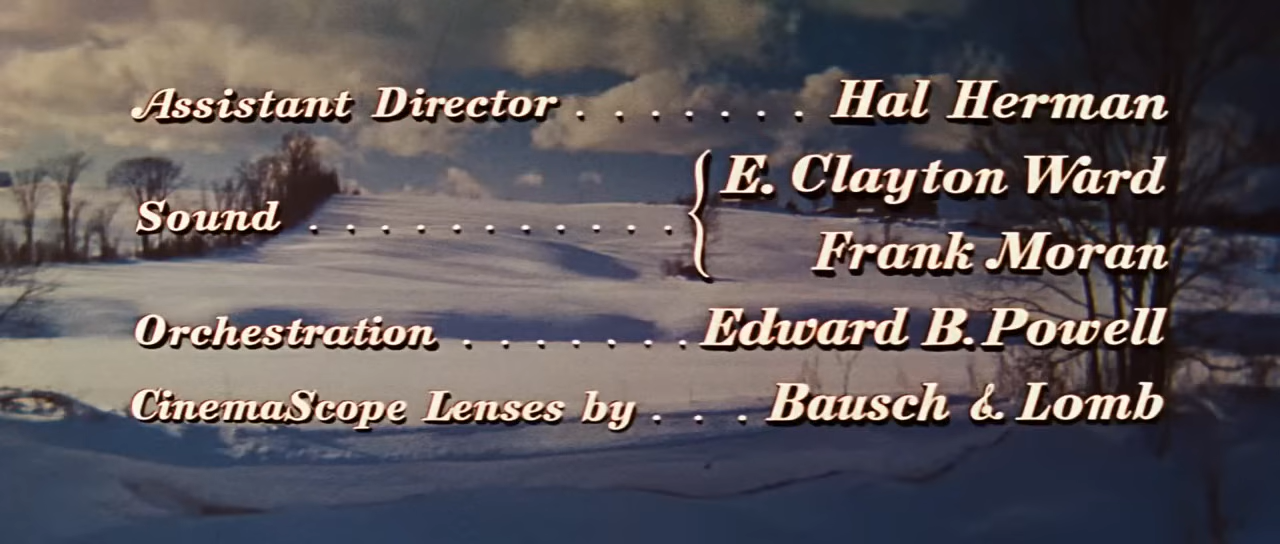 Assistant Director . . . . . . . Hal Herman
Sound . . . . . . . . . . . { E. Clayton Ward
Frank Moran
Orchestration . . . . . . . Edward B. Powell
CinemaScope Lenses by . . . Bausch & Lomb